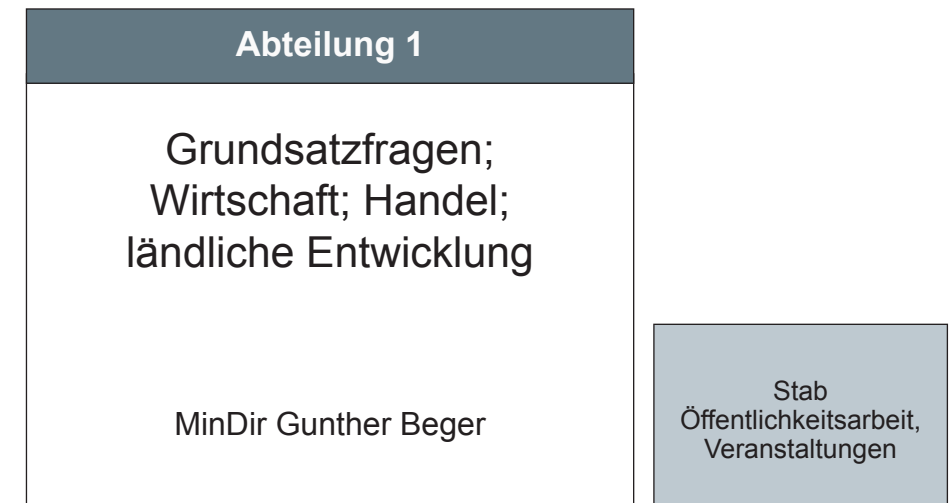 Abteilung 1
Grundsatzfragen;
Wirtschaft; Handel;
ländliche Entwicklung
MinDir Gunther Beger
Stab
Öffentlichkeitsarbeit,
Veranstaltungen